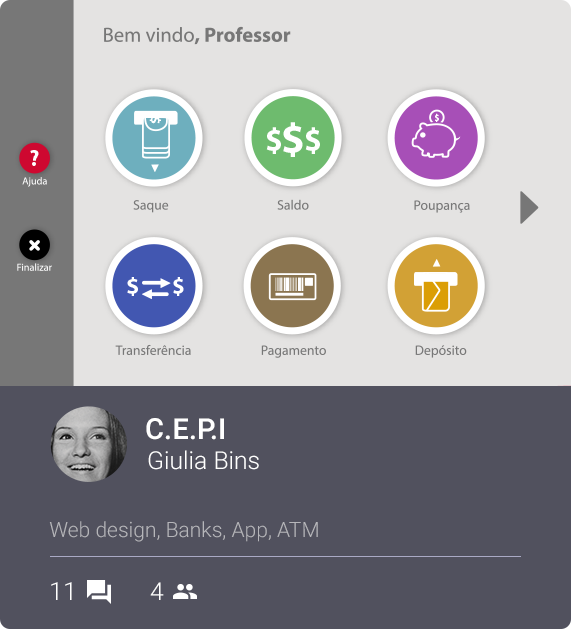 Bem vindo, Professor
?
Ajuda
Finalizar
$
$$$
$
Saque
Saldo
Poupança
$ $
Transferência
Pagamento
Depósito
C.E.P.I
Giulia Bins
Web design, Banks, App, ATM
11 4